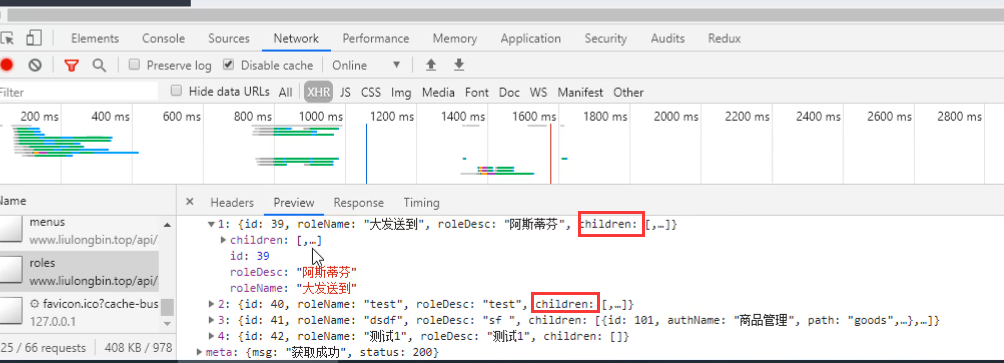 Elements Console Sources Network Performance Memory Application Security Audits Redux
Preserve log Disable cache Online
Filter Hide data URLs All XHR JS CSS Img Media Font Doc WS Manifest Other
200 ms 400 ms 600 ms 800 ms 1000 ms 1200 ms 1400 ms 1600 ms 1800 ms 2000 ms 2200 ms 2400 ms 2600 ms 2800 ms
Name × Headers Preview Response Timing
menus
www.liulongbin.top/api/
roles
www.liulongbin.top/api/
favicon.ico?cache-bus
127.0.0.1
25 / 66 requests 408 KB / 978
1: {id: 39, roleName: "大发送到", roleDesc: "阿斯蒂芬", children: [,…]}
children: [,…]
id: 39
roleDesc: "阿斯蒂芬"
roleName: "大发送到"
2: {id: 40, roleName: "test", roleDesc: "test", children: [,…]}
3: {id: 41, roleName: "dsdf", roleDesc: "sf ", children: [{id: 101, authName: "商品管理", path: "goods",…},…]}
4: {id: 42, roleName: "测试1", roleDesc: "测试1", children: []}
meta: {msg: "获取成功", status: 200}